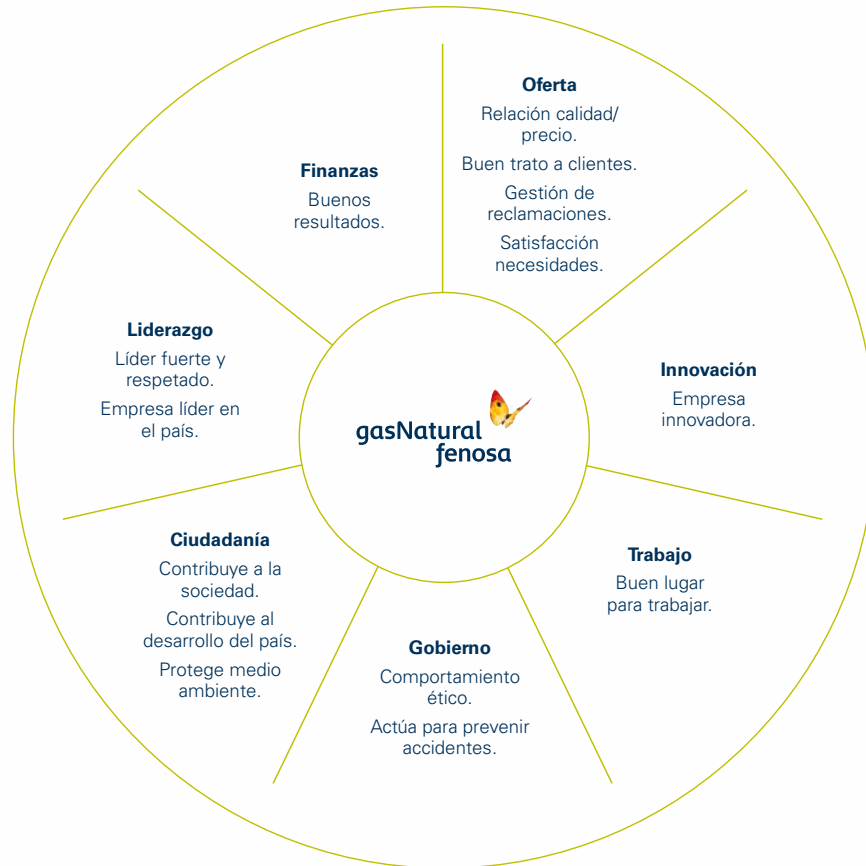 Oferta
Relación calidad/
precio.
Buen trato a clientes.
Gestión de
reclamaciones.
Satisfacción
necesidades.
Finanzas
Buenos
resultados.
Liderazgo
Líder fuerte y
respetado.
Empresa líder en
el país.
Innovación
Empresa
innovadora.
gasNatural
fenosa
Ciudadanía
Contribuye a la
sociedad.
Contribuye al
desarrollo del país.
Protege medio
ambiente.
Trabajo
Buen lugar
para trabajar.
Gobierno
Comportamiento
ético.
Actúa para prevenir
accidentes.